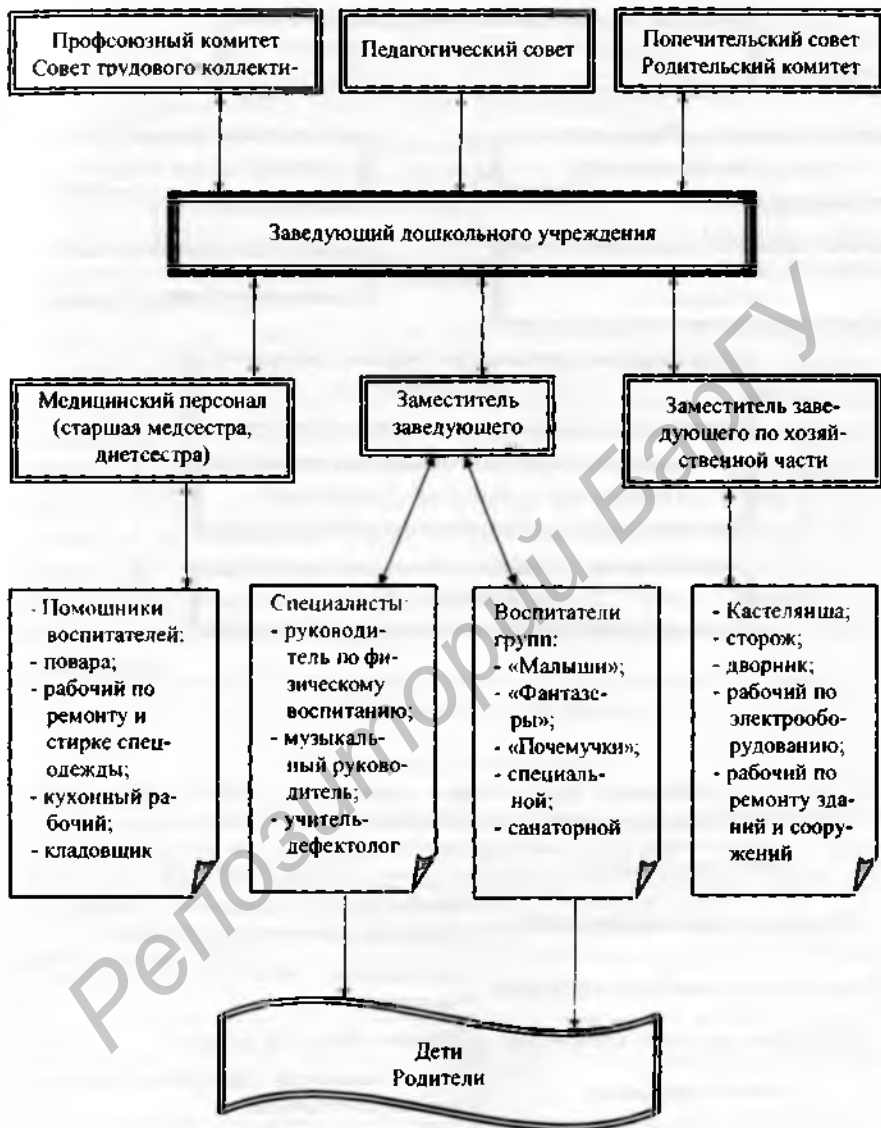 Профсоюзный комитет
Совет трудового коллекти-
Педагогический совет
Попечительский совет
Родительский комитет
Заведующий дошкольного учреждения
Медицинский персонал
(старшая медсестра,
диетсестра)
Заместитель
заведующего
Заместитель заве-
дующего по хозяй-
ственной части
- Помощники
воспитателей;
- повара;
- рабочий по
ремонту и
стирке спец-
одежды;
- кухонный ра-
бочий;
- кладовщик
Специалисты
- руководи-
тель по фи-
зическому
воспитанию;
- музыкаль-
ный руково-
дитель;
- учитель-
дефектолог
Воспитатели
групп:
- «Малыши»;
- «Фантазе-
ры»;
- «Почемучки»;
- специаль-
ной;
- санаторной
- Кастелянша;
- сторож;
- дворник;
- рабочий по
электрообо-
рудованию;
- рабочий по
ремонту зда-
ний и соору-
жений
Дети
Родители
Репозиторий БарГУ